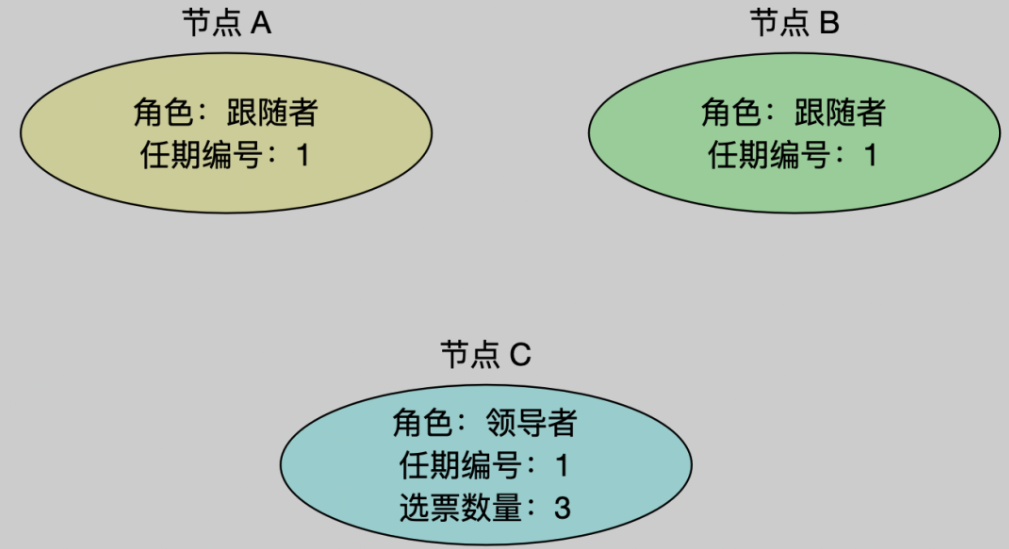 节点 A
节点 B
角色：跟随者
任期编号：1
角色：跟随者
任期编号：1
节点 C
角色：领导者
任期编号：1
选票数量：3